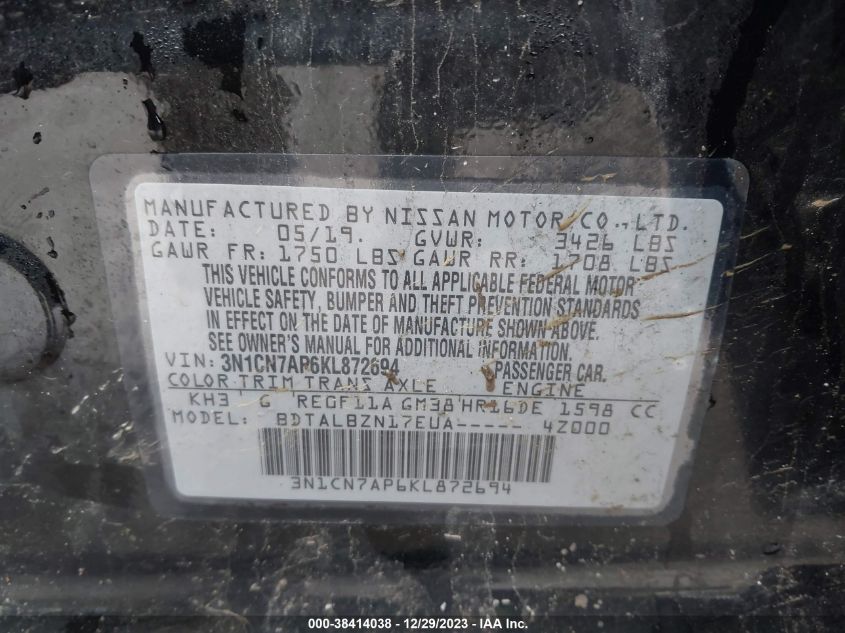 MANUFACTURED BY NISSAN MOTOR CO., LTD.
DATE: 05/19. GVWR: 3426 LBS
GAWR FR: 1750 LBS GAWR RR: 1708 LBS
THIS VEHICLE CONFORMS TO ALL APPLICABLE FEDERAL MOTOR
VEHICLE SAFETY, BUMPER AND THEFT PREVENTION STANDARDS
IN EFFECT ON THE DATE OF MANUFACTURE SHOWN ABOVE.
SEE OWNER'S MANUAL FOR ADDITIONAL INFORMATION.
VIN: 3N1CN7AP6KL872694 PASSENGER CAR.
COLOR TRIM TRANS AXLE ENGINE
KH3 G RE0F11A GM38 HR16DE 1598 CC
MODEL: BDTALBZN17EUA----- 4Z000
3N1CN7AP6KL872694
000-38414038 - 12/29/2023 - IAA Inc.